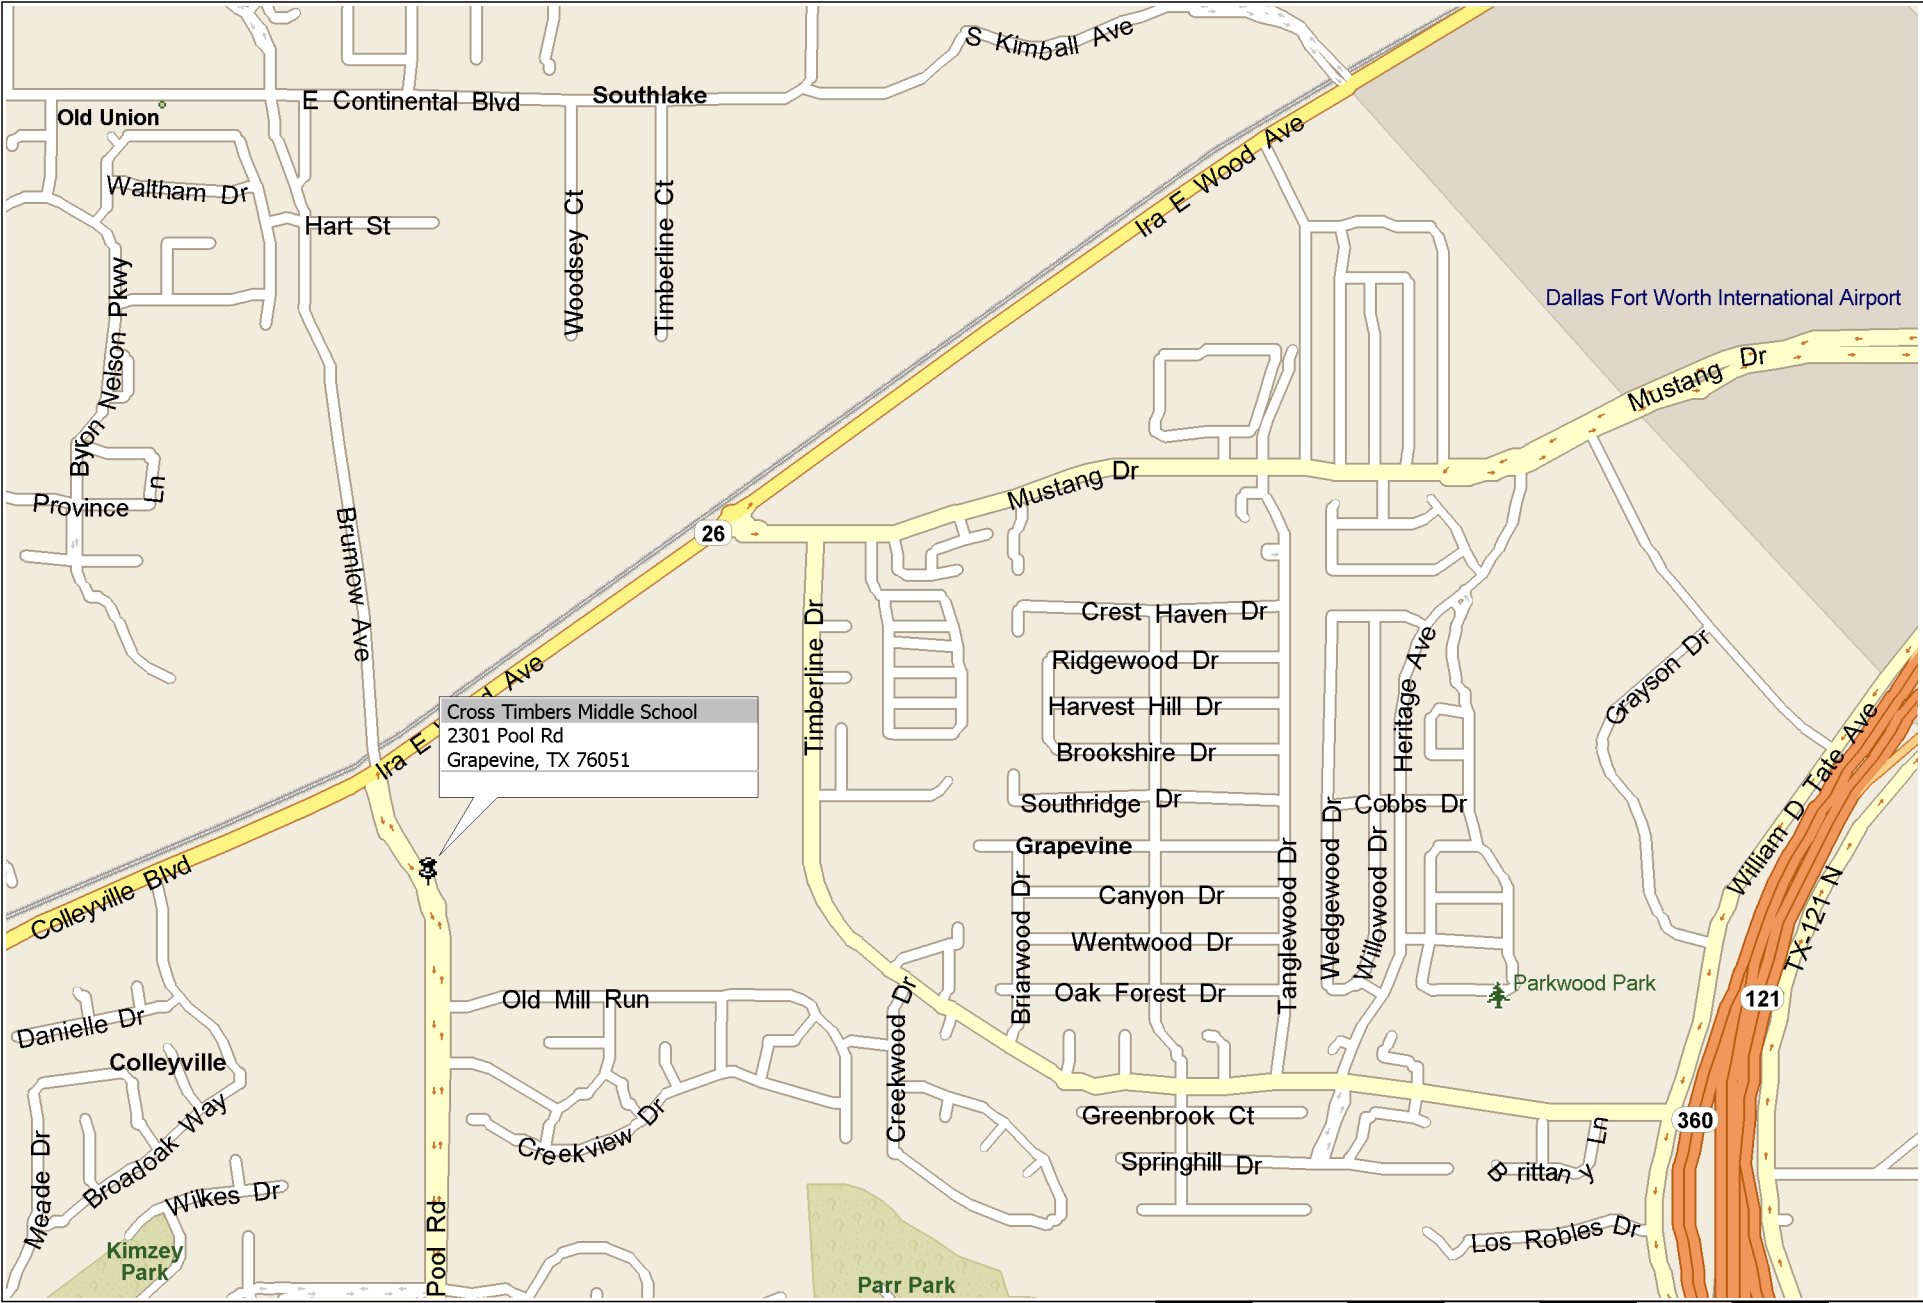 S Kimball Ave
E Continental Blvd
Southlake
Old Union
Ira E Wood Ave
Waltham Dr
Hart St
Woodsey Ct
Timberline Ct
Byron Nelson Pkwy
Dallas Fort Worth International Airport
Mustang Dr
Mustang Dr
Province Ln
Brumlow Ave
26
Timberline Dr
Crest Haven Dr
Ridgewood Dr
Harvest Hill Dr
Brookshire Dr
Southridge Dr
Grapevine
Canyon Dr
Wentwood Dr
Oak Forest Dr
Briarwood Dr
Tanglewood Dr
Wedgewood Dr
Willowood Dr
Heritage Ave
Cobbs Dr
Grayson Dr
William D Tate Ave
TX-121 N
121
360
Parkwood Park
Ave
Ira E
Cross Timbers Middle School
2301 Pool Rd
Grapevine, TX 76051
Colleyville Blvd
Old Mill Run
Danielle Dr
Colleyville
Creekwood Dr
Creekview Dr
Greenbrook Ct
Springhill Dr
Brittany Ln
Los Robles Dr
Meade Dr
Broadoak Way
Wilkes Dr
Pool Rd
Kimzey
Park
Parr Park